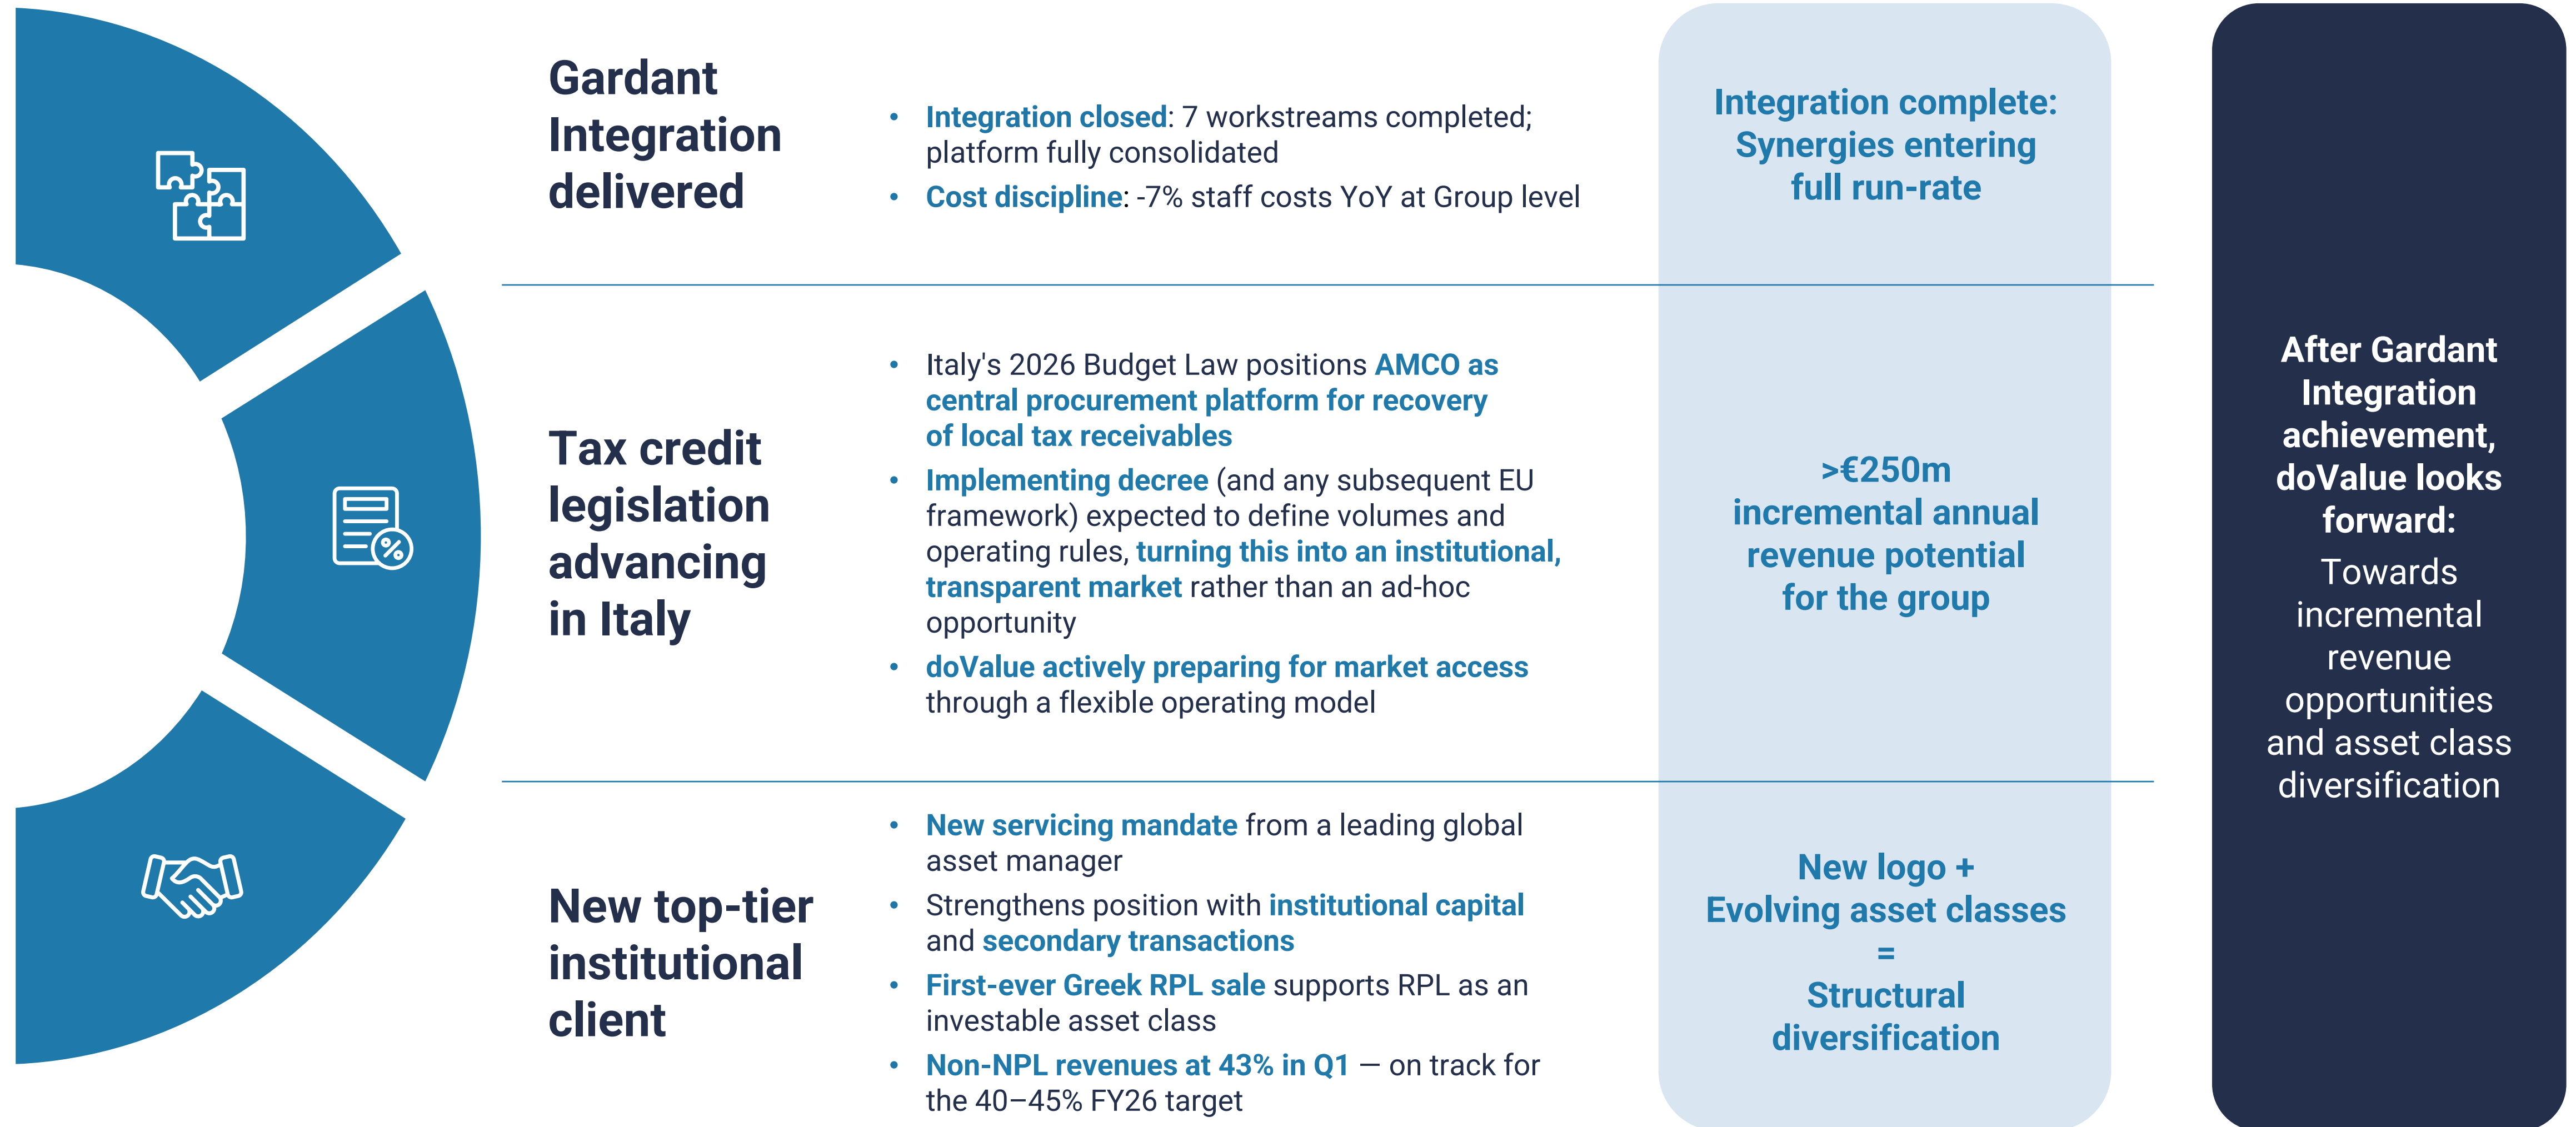 Gardant
Integration
delivered
• Integration closed: 7 workstreams completed;
platform fully consolidated
• Cost discipline: -7% staff costs YoY at Group level
Integration complete:
Synergies entering
full run-rate
Tax credit
legislation
advancing
in Italy
• Italy's 2026 Budget Law positions AMCO as
central procurement platform for recovery
of local tax receivables
• Implementing decree (and any subsequent EU
framework) expected to define volumes and
operating rules, turning this into an institutional,
transparent market rather than an ad-hoc
opportunity
• doValue actively preparing for market access
through a flexible operating model
>€250m
incremental annual
revenue potential
for the group
New top-tier
institutional
client
• New servicing mandate from a leading global
asset manager
• Strengthens position with institutional capital
and secondary transactions
• First-ever Greek RPL sale supports RPL as an
investable asset class
• Non-NPL revenues at 43% in Q1 — on track for
the 40–45% FY26 target
New logo +
Evolving asset classes
=
Structural
diversification
After Gardant
Integration
achievement,
doValue looks
forward:
Towards
incremental
revenue
opportunities
and asset class
diversification
%